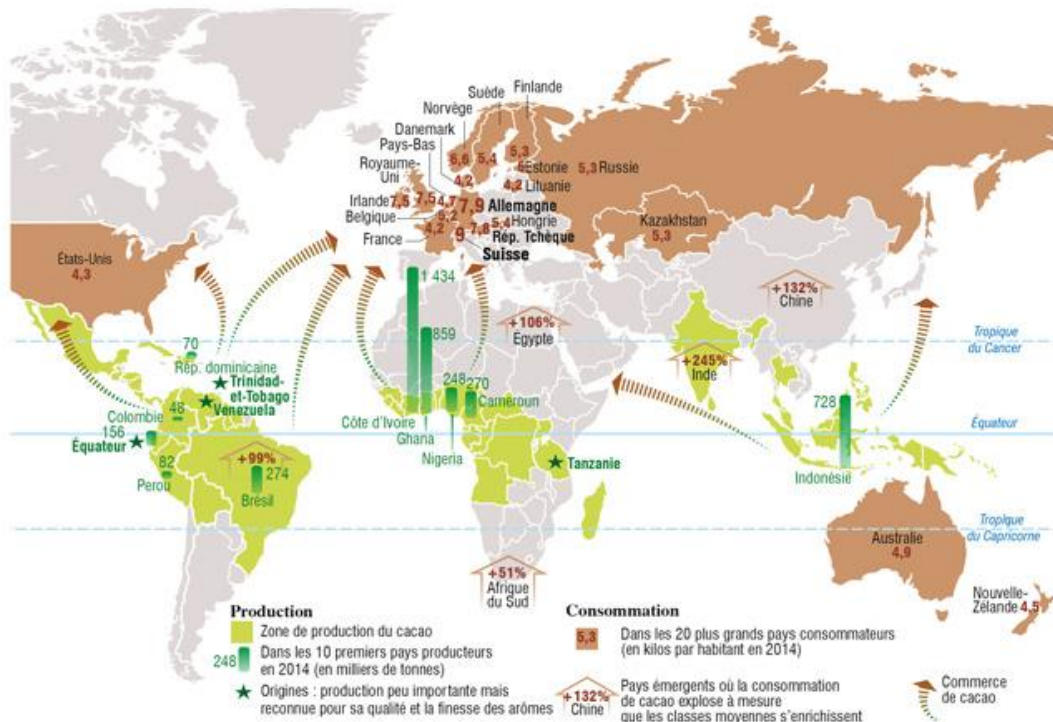 Finlande
Suède
Norvège
Danemark
Pays-Bas
Royaume-
Uni
6,6
5,4
5,3
6
Estonie
5,3 Russie
4,2
4,2
Lituanie
Irlande 7,5
7,5
4,7
7,9 Allemagne
Belgique
5,2
5,4
Hongrie
Kazakhstan
5,3
France
4,2
9
7,8
Rép. Tchèque
Suisse
États-Unis
4,3
1 434
+132%
Chine
859
+106%
Égypte
Tropique
du Cancer
70
Rép. dominicaine
+245%
Inde
Trinidad-
et-Tobago
Venezuela
248
270
Cameroun
728
Colombie
48
Côte d'Ivoire
Ghana
Équateur
156
Équateur
Nigeria
Tanzanie
Indonésie
82
Perou
+99%
274
Brésil
Tropique
du Capricorne
Australie
4,9
+51%
Afrique
du Sud
Nouvelle-
Zélande 4,5
Production
Zone de production du cacao
248
Dans les 10 premiers pays producteurs
en 2014 (en milliers de tonnes)
Origines : production peu importante mais
reconnue pour sa qualité et la finesse des arômes
Consommation
5,3
Dans les 20 plus grands pays consommateurs
(en kilos par habitant en 2014)
+132%
Chine
Pays émergents où la consommation
de cacao explose à mesure
que les classes moyennes s'enrichissent
Commerce
de cacao